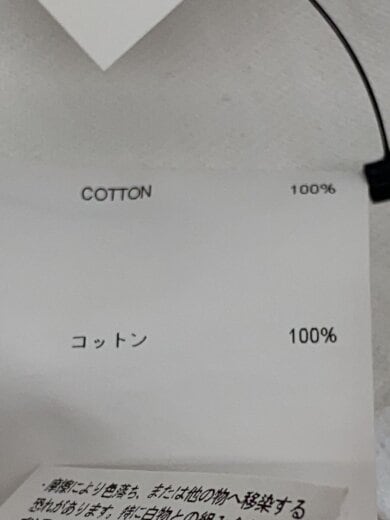 COTTON 100%
コットン 100%
・摩擦により色落ち、または他の物へ移染する
恐れがあります。特に白物との組み